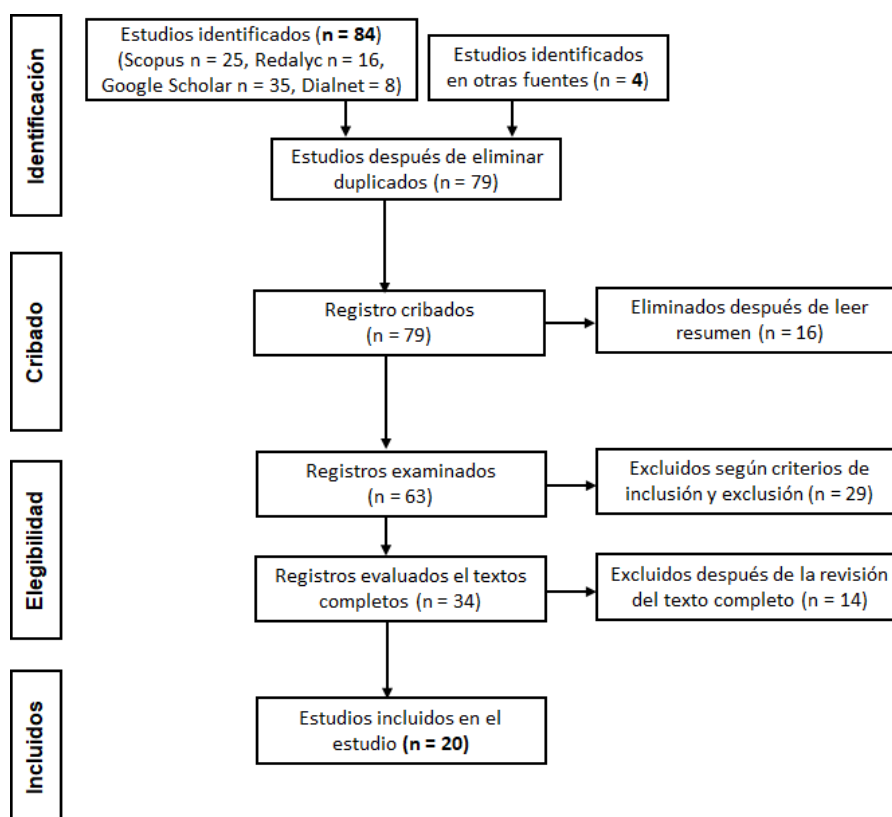 Identificación
Estudios identificados (n = 84)
(Scopus n = 25, Redalyc n = 16,
Google Scholar n = 35, Dialnet = 8)
Estudios identificados
en otras fuentes (n = 4)
Estudios después de eliminar
duplicados (n = 79)
Cribado
Registro cribados
(n = 79)
Eliminados después de leer
resumen (n = 16)
Elegibilidad
Registros examinados
(n = 63)
Excluidos según criterios de
inclusión y exclusión (n = 29)
Registros evaluados el textos
completos (n = 34)
Excluidos después de la revisión
del texto completo (n = 14)
Incluidos
Estudios incluidos en el
estudio (n = 20)